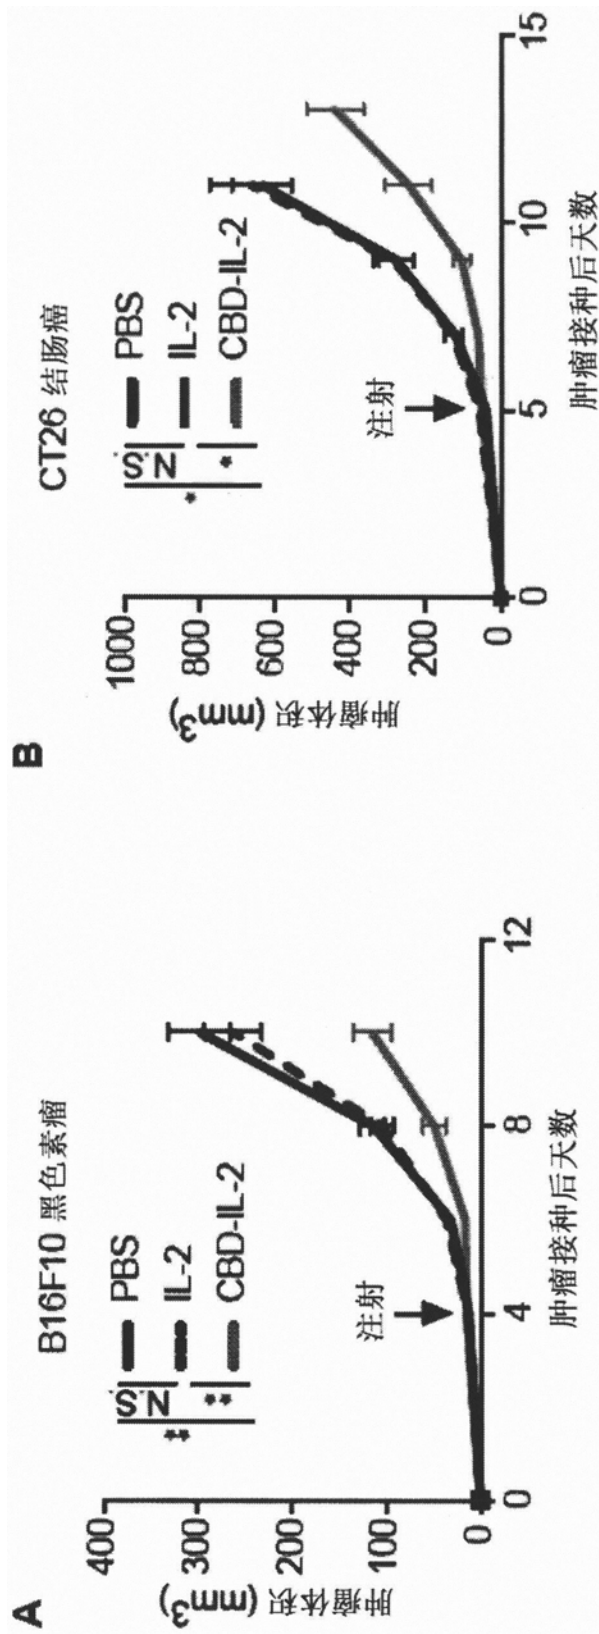 A
B16F10 黑色素瘤
PBS
IL-2
CBD-IL-2
N.S.
**
**
注射
肿瘤体积 (mm3)
400
300
200
100
0
0
4
8
12
肿瘤接种后天数
B
CT26 结肠癌
PBS
IL-2
CBD-IL-2
N.S.
*
*
注射
肿瘤体积 (mm3)
1000
800
600
400
200
0
0
5
10
15
肿瘤接种后天数